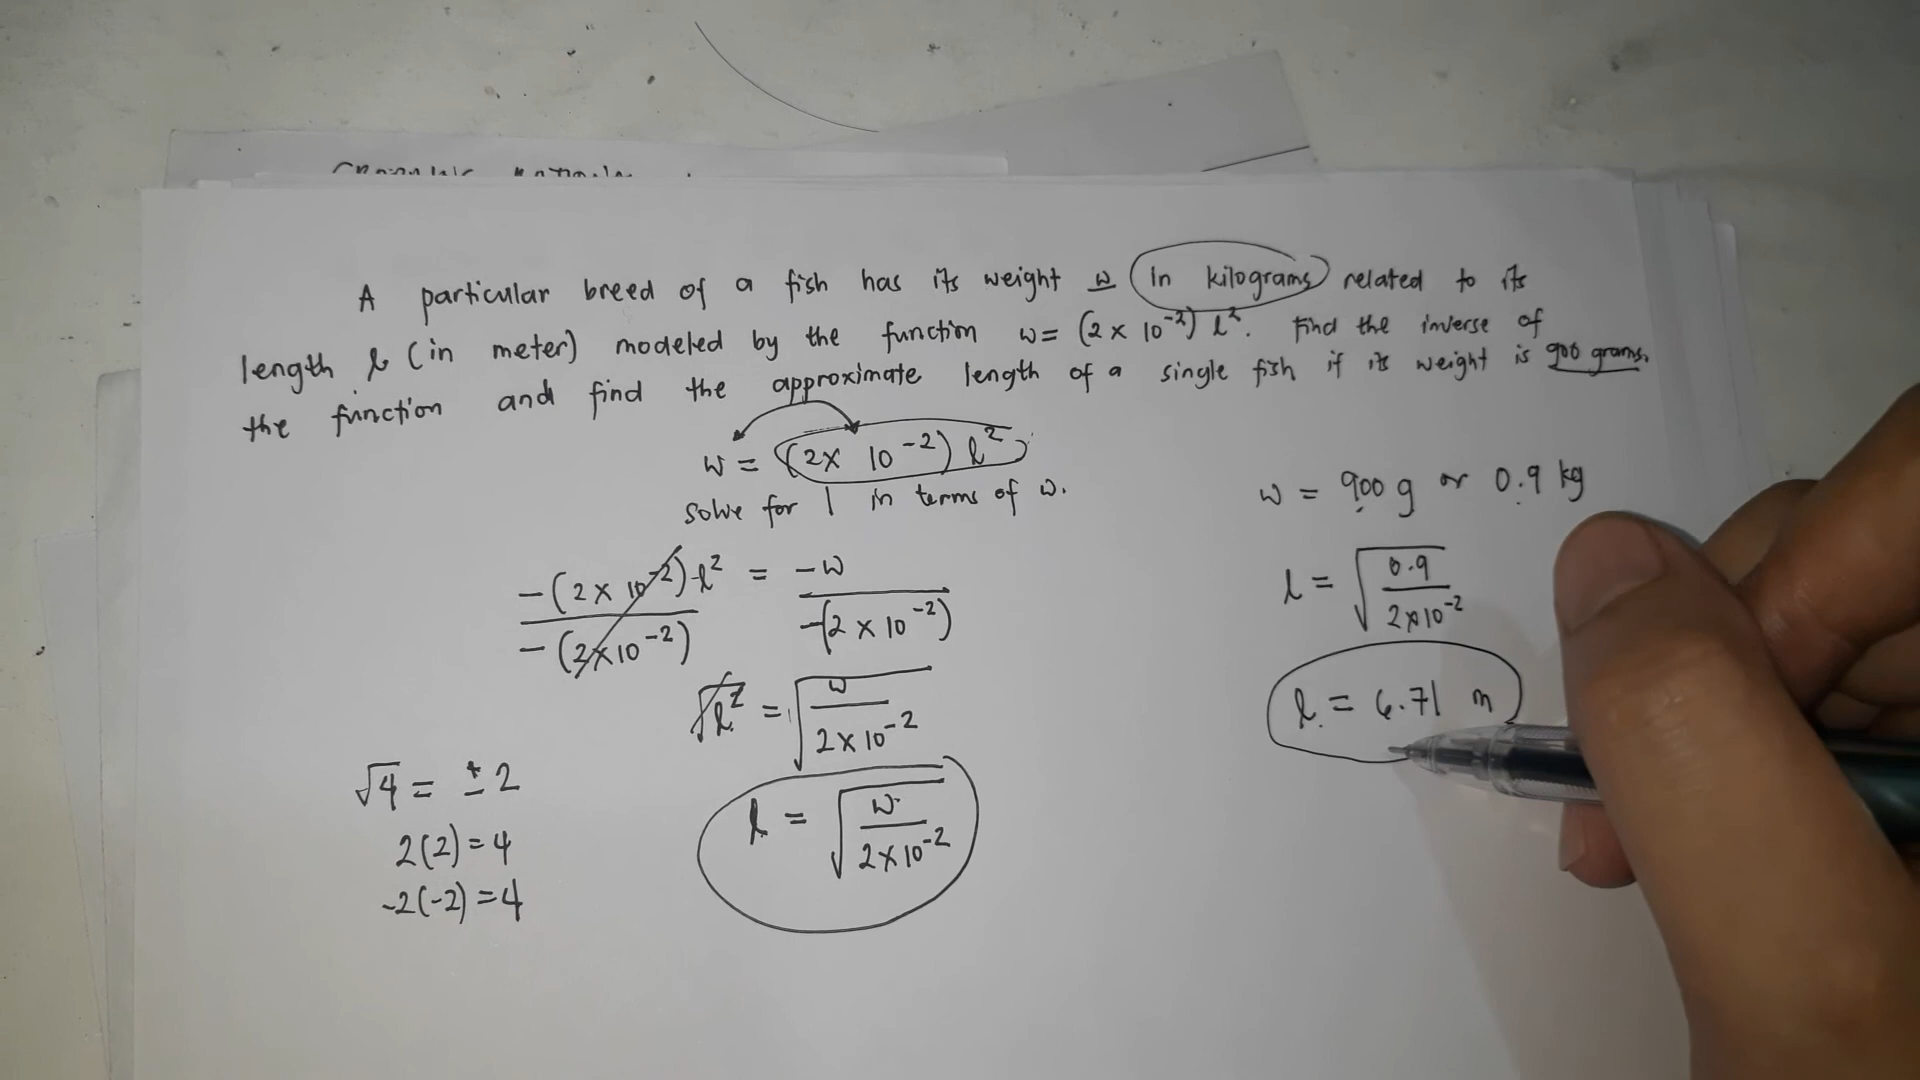 A particular breed of a fish has its weight w in kilograms related to its
length l (in meter) modeled by the function w = (2 x 10⁻²) l². Find the inverse of
the function and find the approximate length of a single fish if its weight is 900 grams.
w = (2x 10⁻²) l²
solve for l in terms of w.
-(2 x 10⁻²) l² = -w
-(2x10⁻²) -(2 x 10⁻²)
√l² = √w
2x10⁻²
l = √w
2x10⁻²
√4 = ± 2
2(2) = 4
-2(-2) = 4
w = 900 g or 0.9 kg
l = √0.9
2x10⁻²
l = 6.71 m